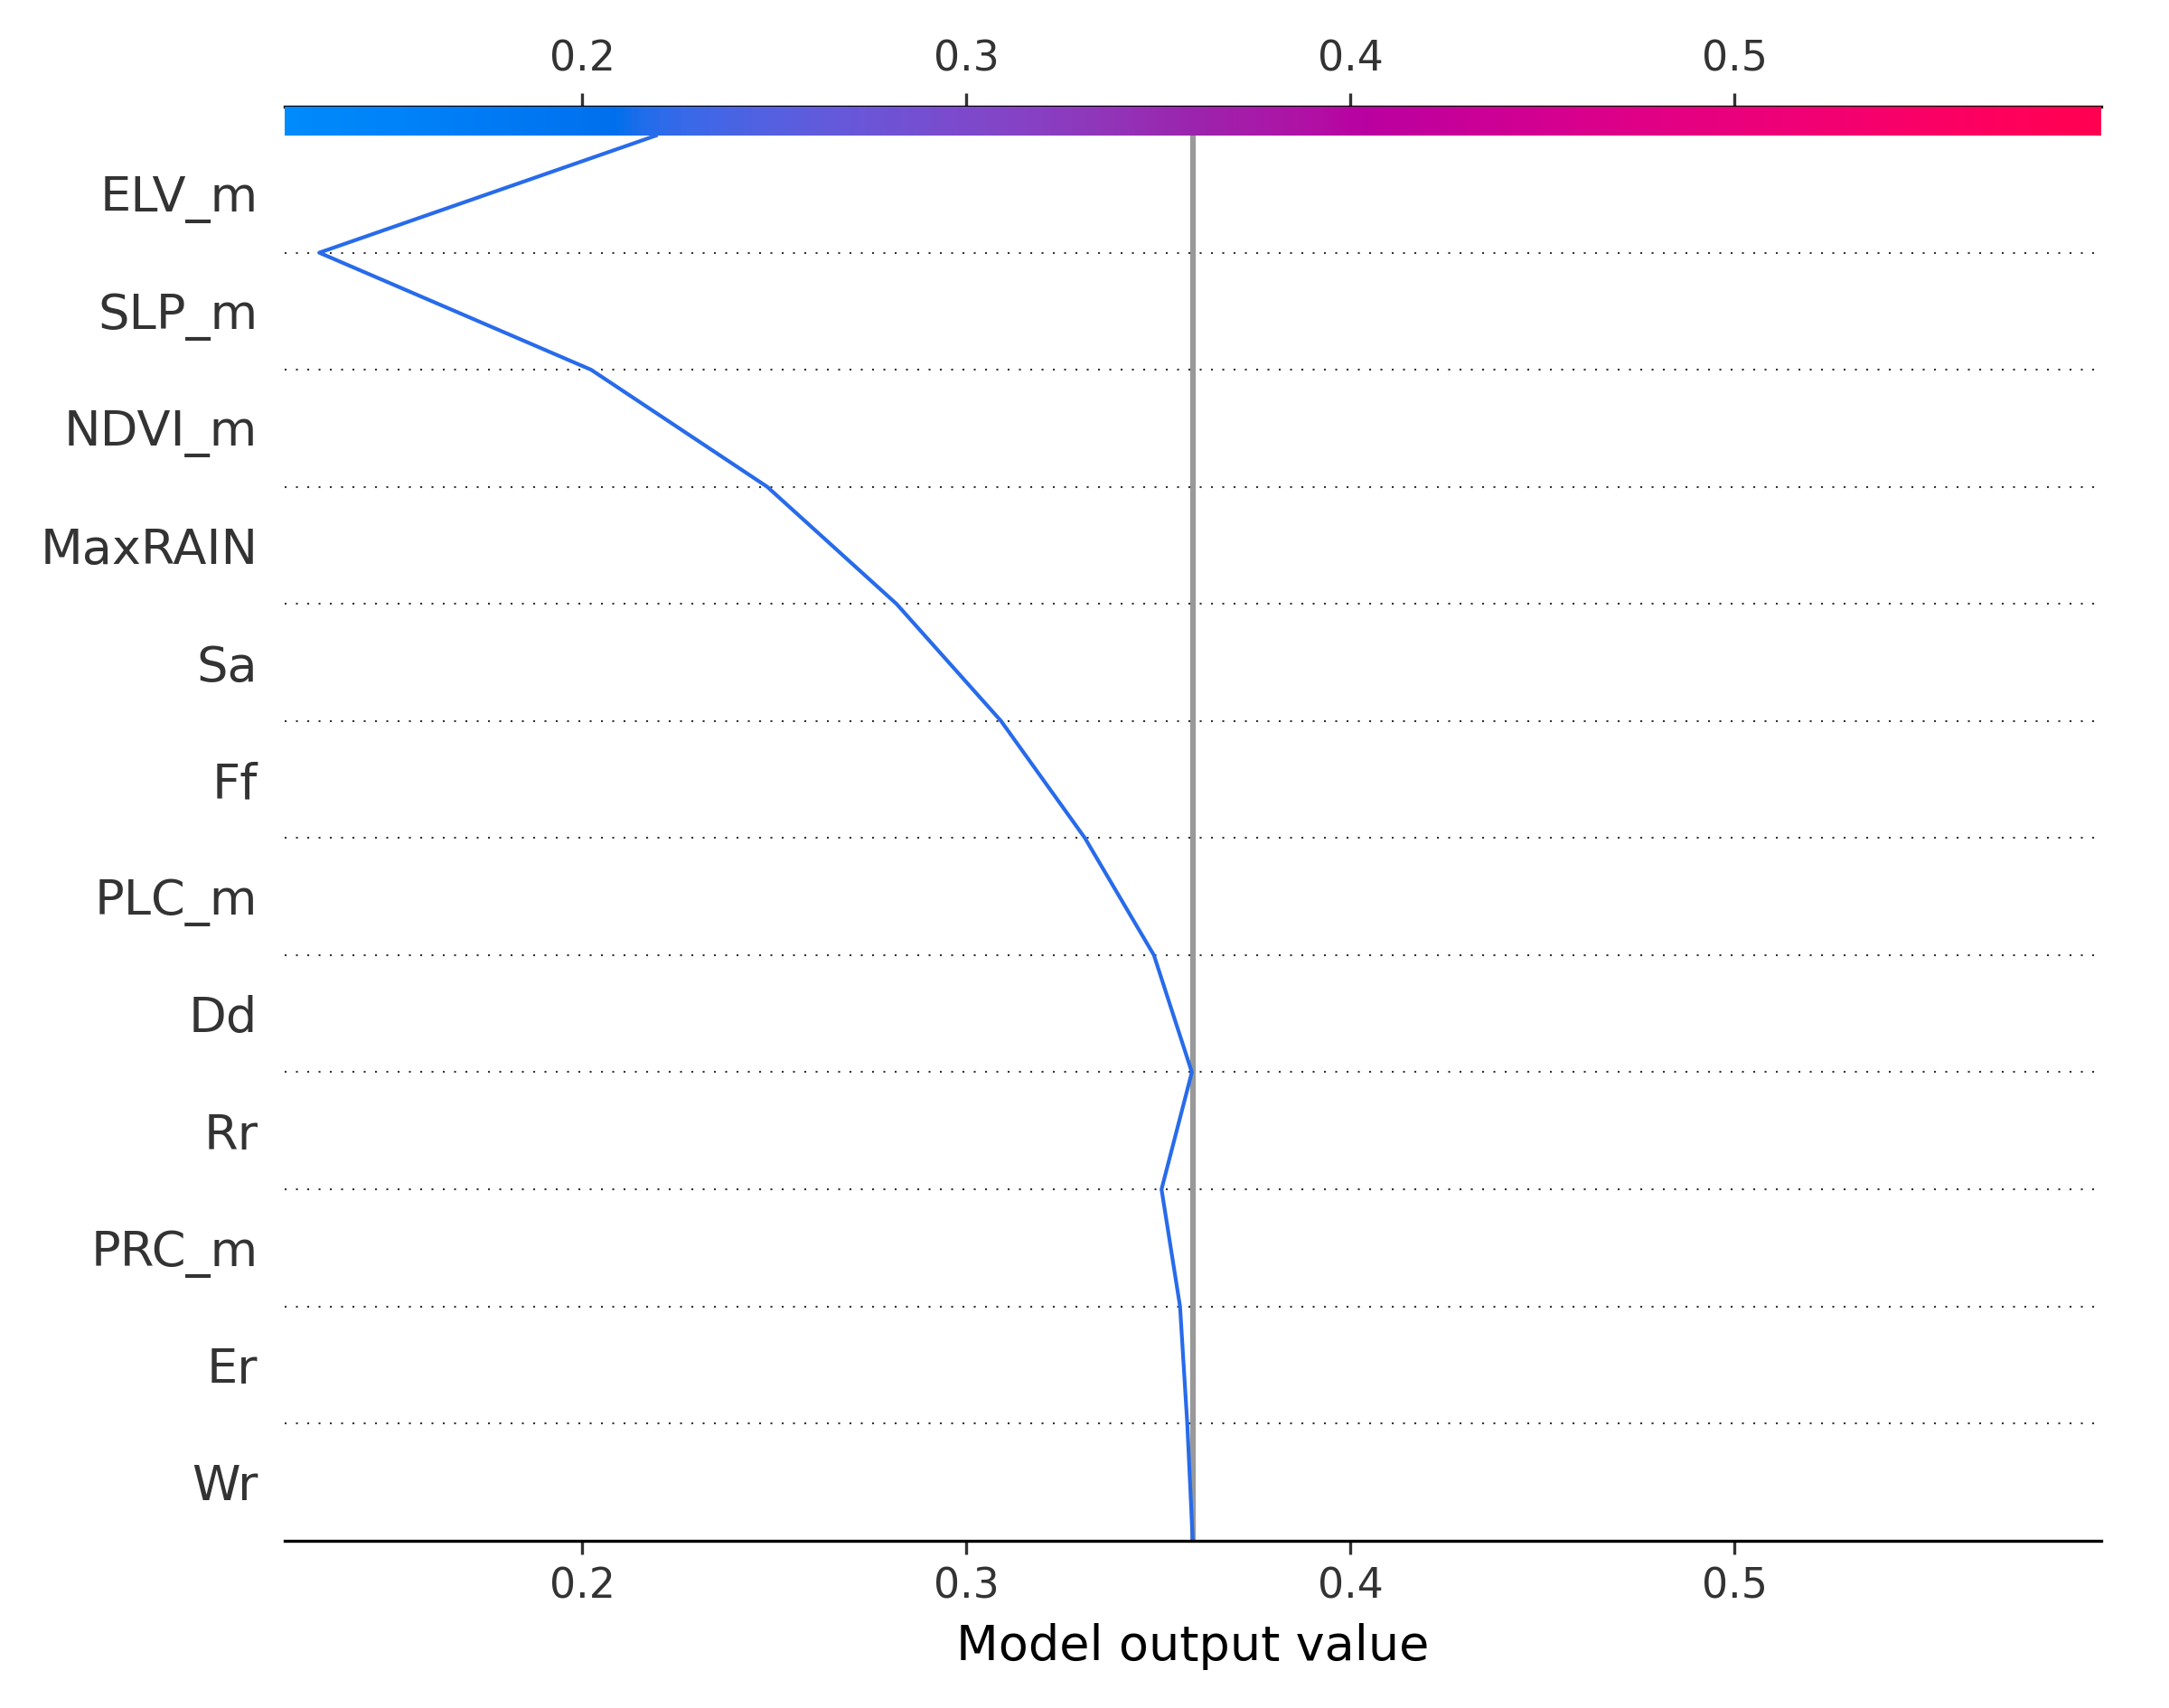 0.2 0.3 0.4 0.5
ELV_m
SLP_m
NDVI_m
MaxRAIN
Sa
Ff
PLC_m
Dd
Rr
PRC_m
Er
Wr
0.2 0.3 0.4 0.5
Model output value